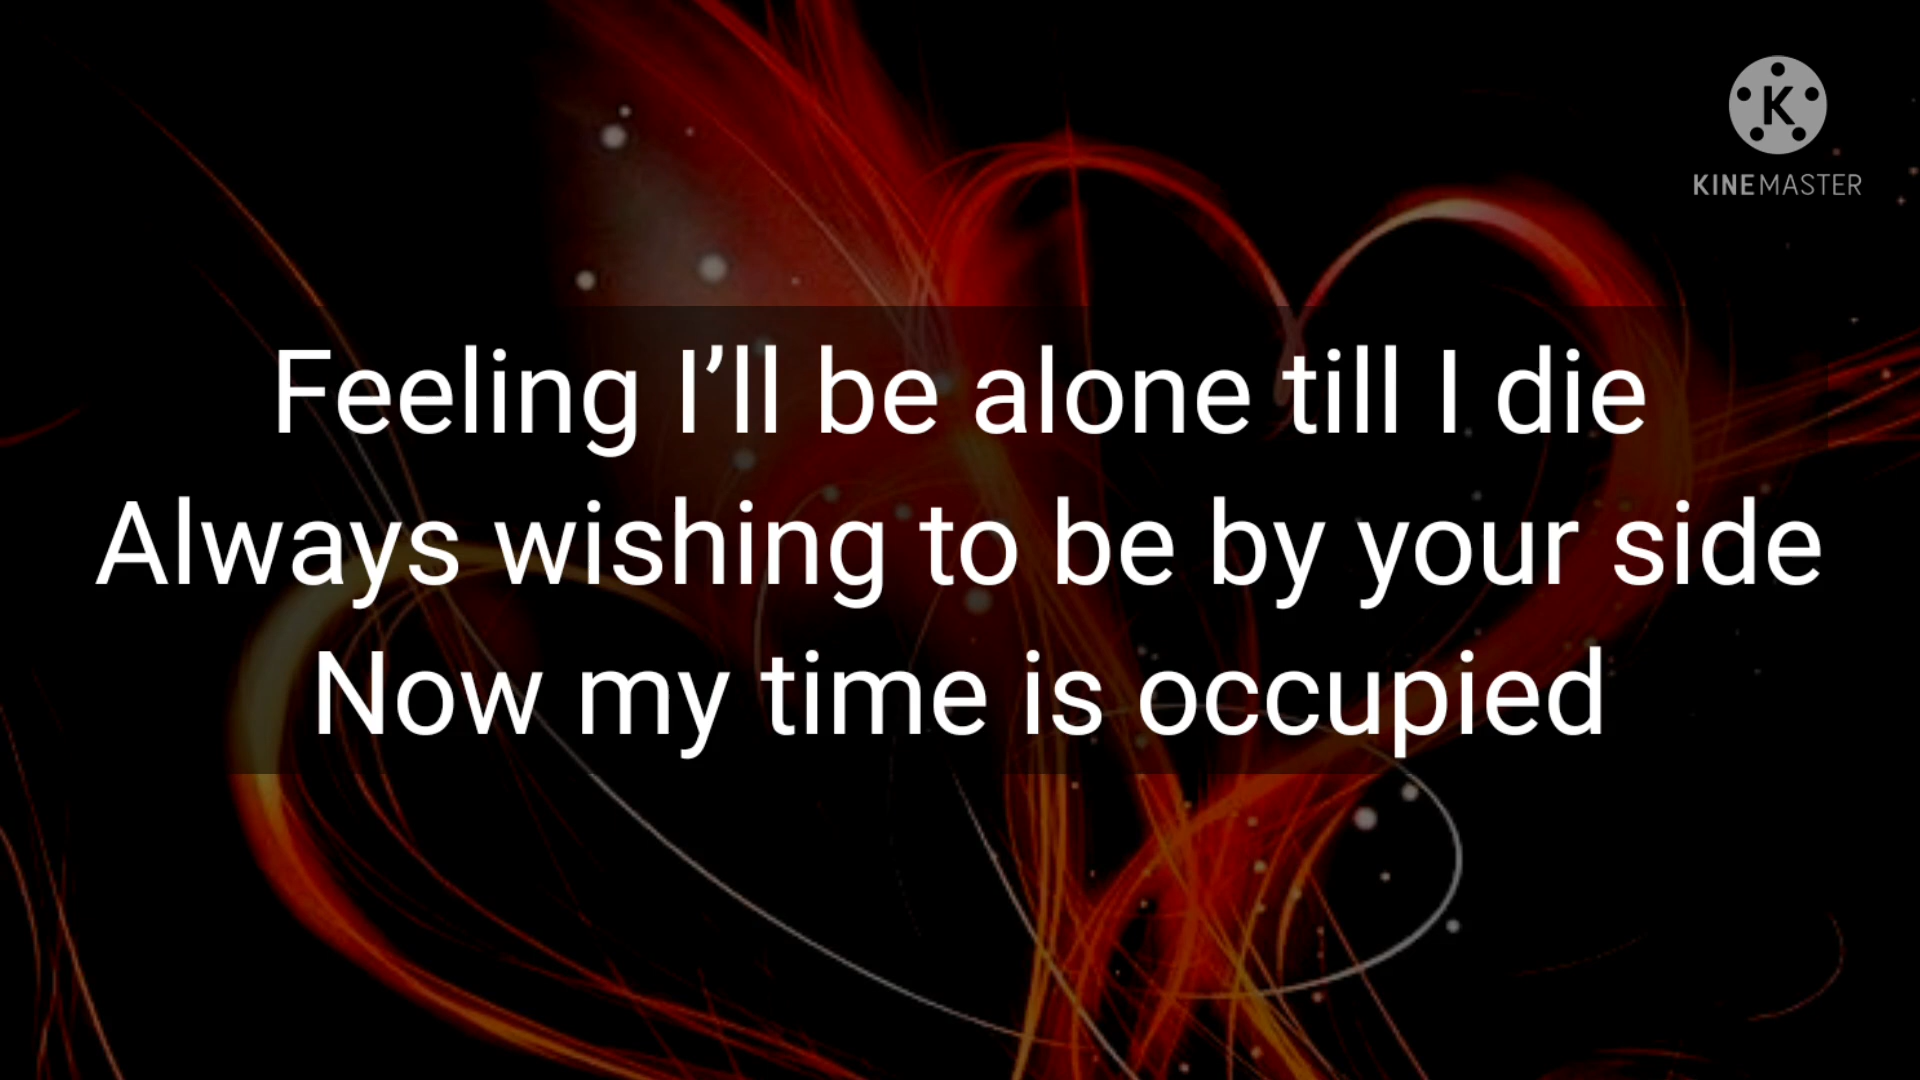 K
KINEMASTER
Feeling I’ll be alone till I die
Always wishing to be by your side
Now my time is occupied